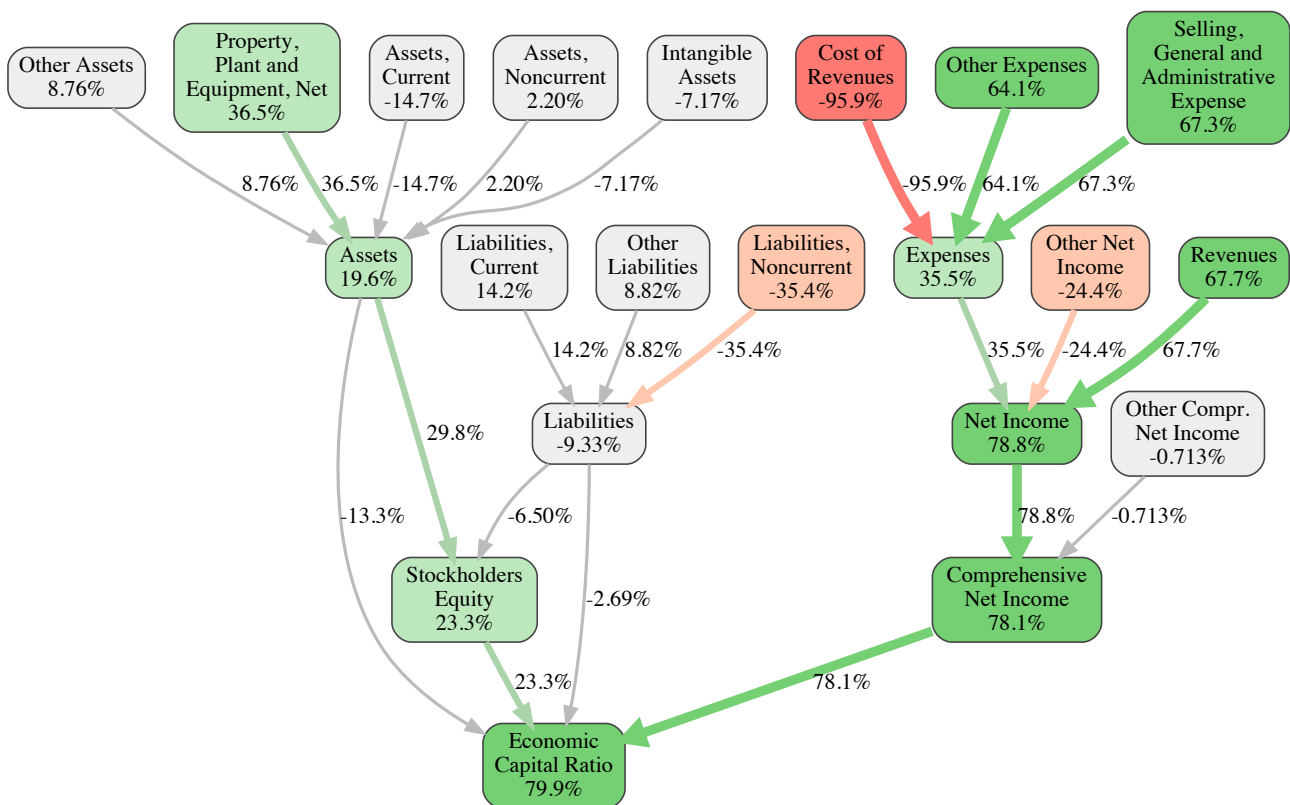 Other Assets
8.76%
Property,
Plant and
Equipment, Net
36.5%
Assets,
Current
-14.7%
Assets,
Noncurrent
2.20%
Intangible
Assets
-7.17%
Cost of
Revenues
-95.9%
Other Expenses
64.1%
Selling,
General and
Administrative
Expense
67.3%
8.76%
36.5%
-14.7%
2.20%
-7.17%
-95.9%
64.1%
67.3%
Assets
19.6%
Liabilities,
Current
14.2%
Other
Liabilities
8.82%
Liabilities,
Noncurrent
-35.4%
Expenses
35.5%
Other Net
Income
-24.4%
Revenues
67.7%
14.2%
8.82%
-35.4%
35.5%
-24.4%
67.7%
29.8%
Liabilities
-9.33%
Net Income
78.8%
Other Compr.
Net Income
-0.713%
-13.3%
-6.50%
78.8%
-0.713%
Stockholders
Equity
23.3%
-2.69%
Comprehensive
Net Income
78.1%
23.3%
78.1%
Economic
Capital Ratio
79.9%